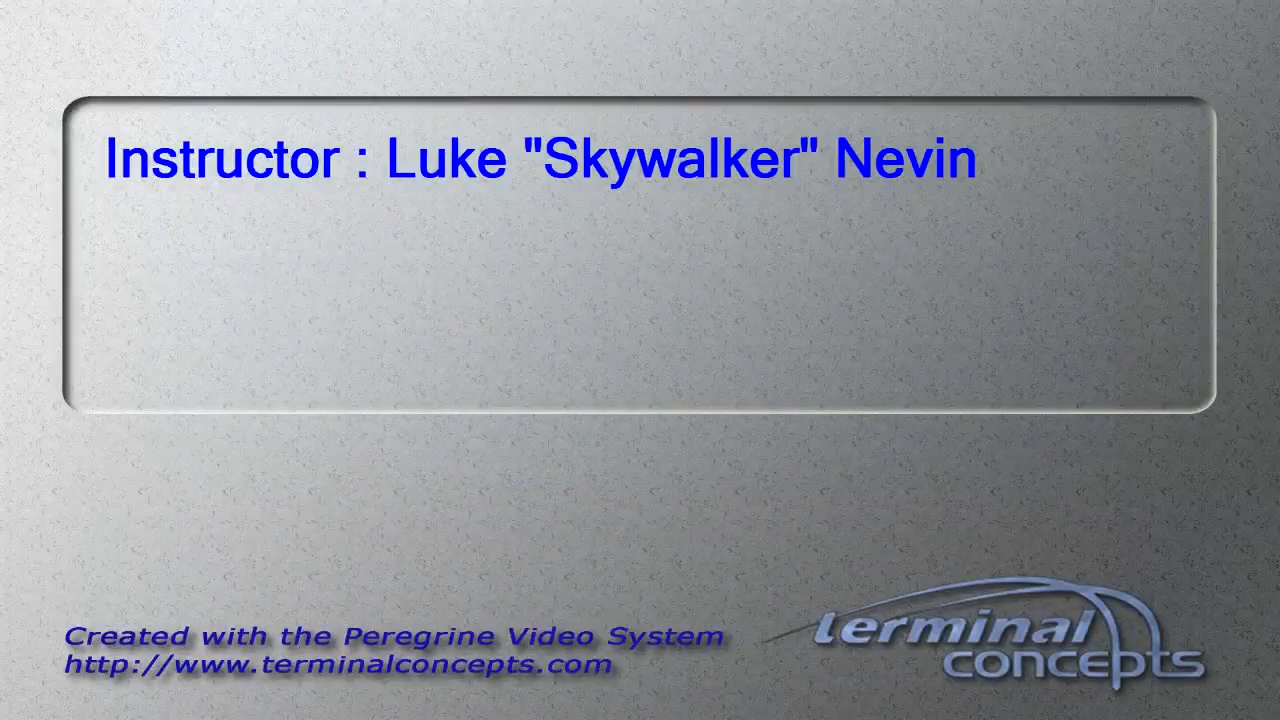 Instructor : Luke "Skywalker" Nevin
Created with the Peregrine Video System
http://www.terminalconcepts.com
terminal
concepts